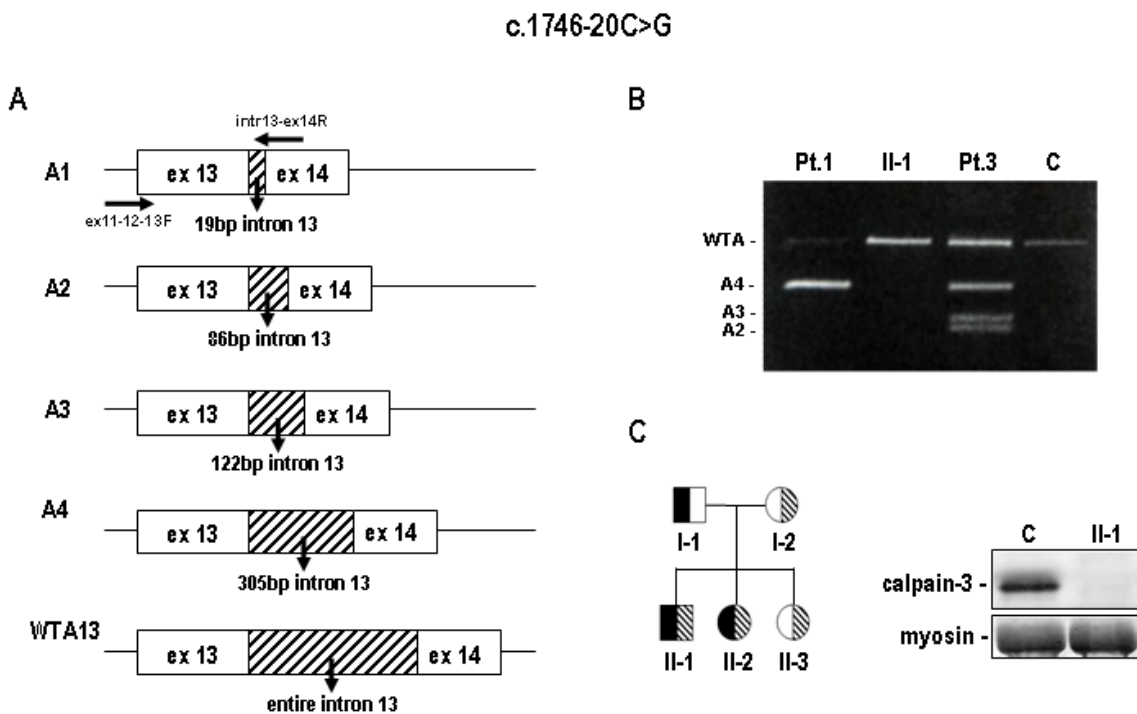 c.1746-20C>G
A
intr13-ex14R
A1
ex 13
ex 14
ex11-12-13F
19bp intron 13
A2
ex 13
ex 14
86bp intron 13
A3
ex 13
ex 14
122bp intron 13
A4
ex 13
ex 14
305bp intron 13
WTA13
ex 13
ex 14
entire intron 13
B
Pt.1 II-1 Pt.3 C
WTA -
A4 -
A3 -
A2 -
C
I-1 I-2
II-1 II-2 II-3
C II-1
calpain-3 -
myosin -